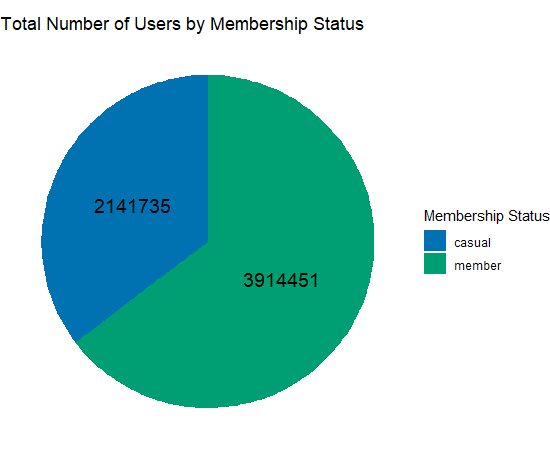 Total Number of Users by Membership Status
2141735
3914451
Membership Status
casual
member